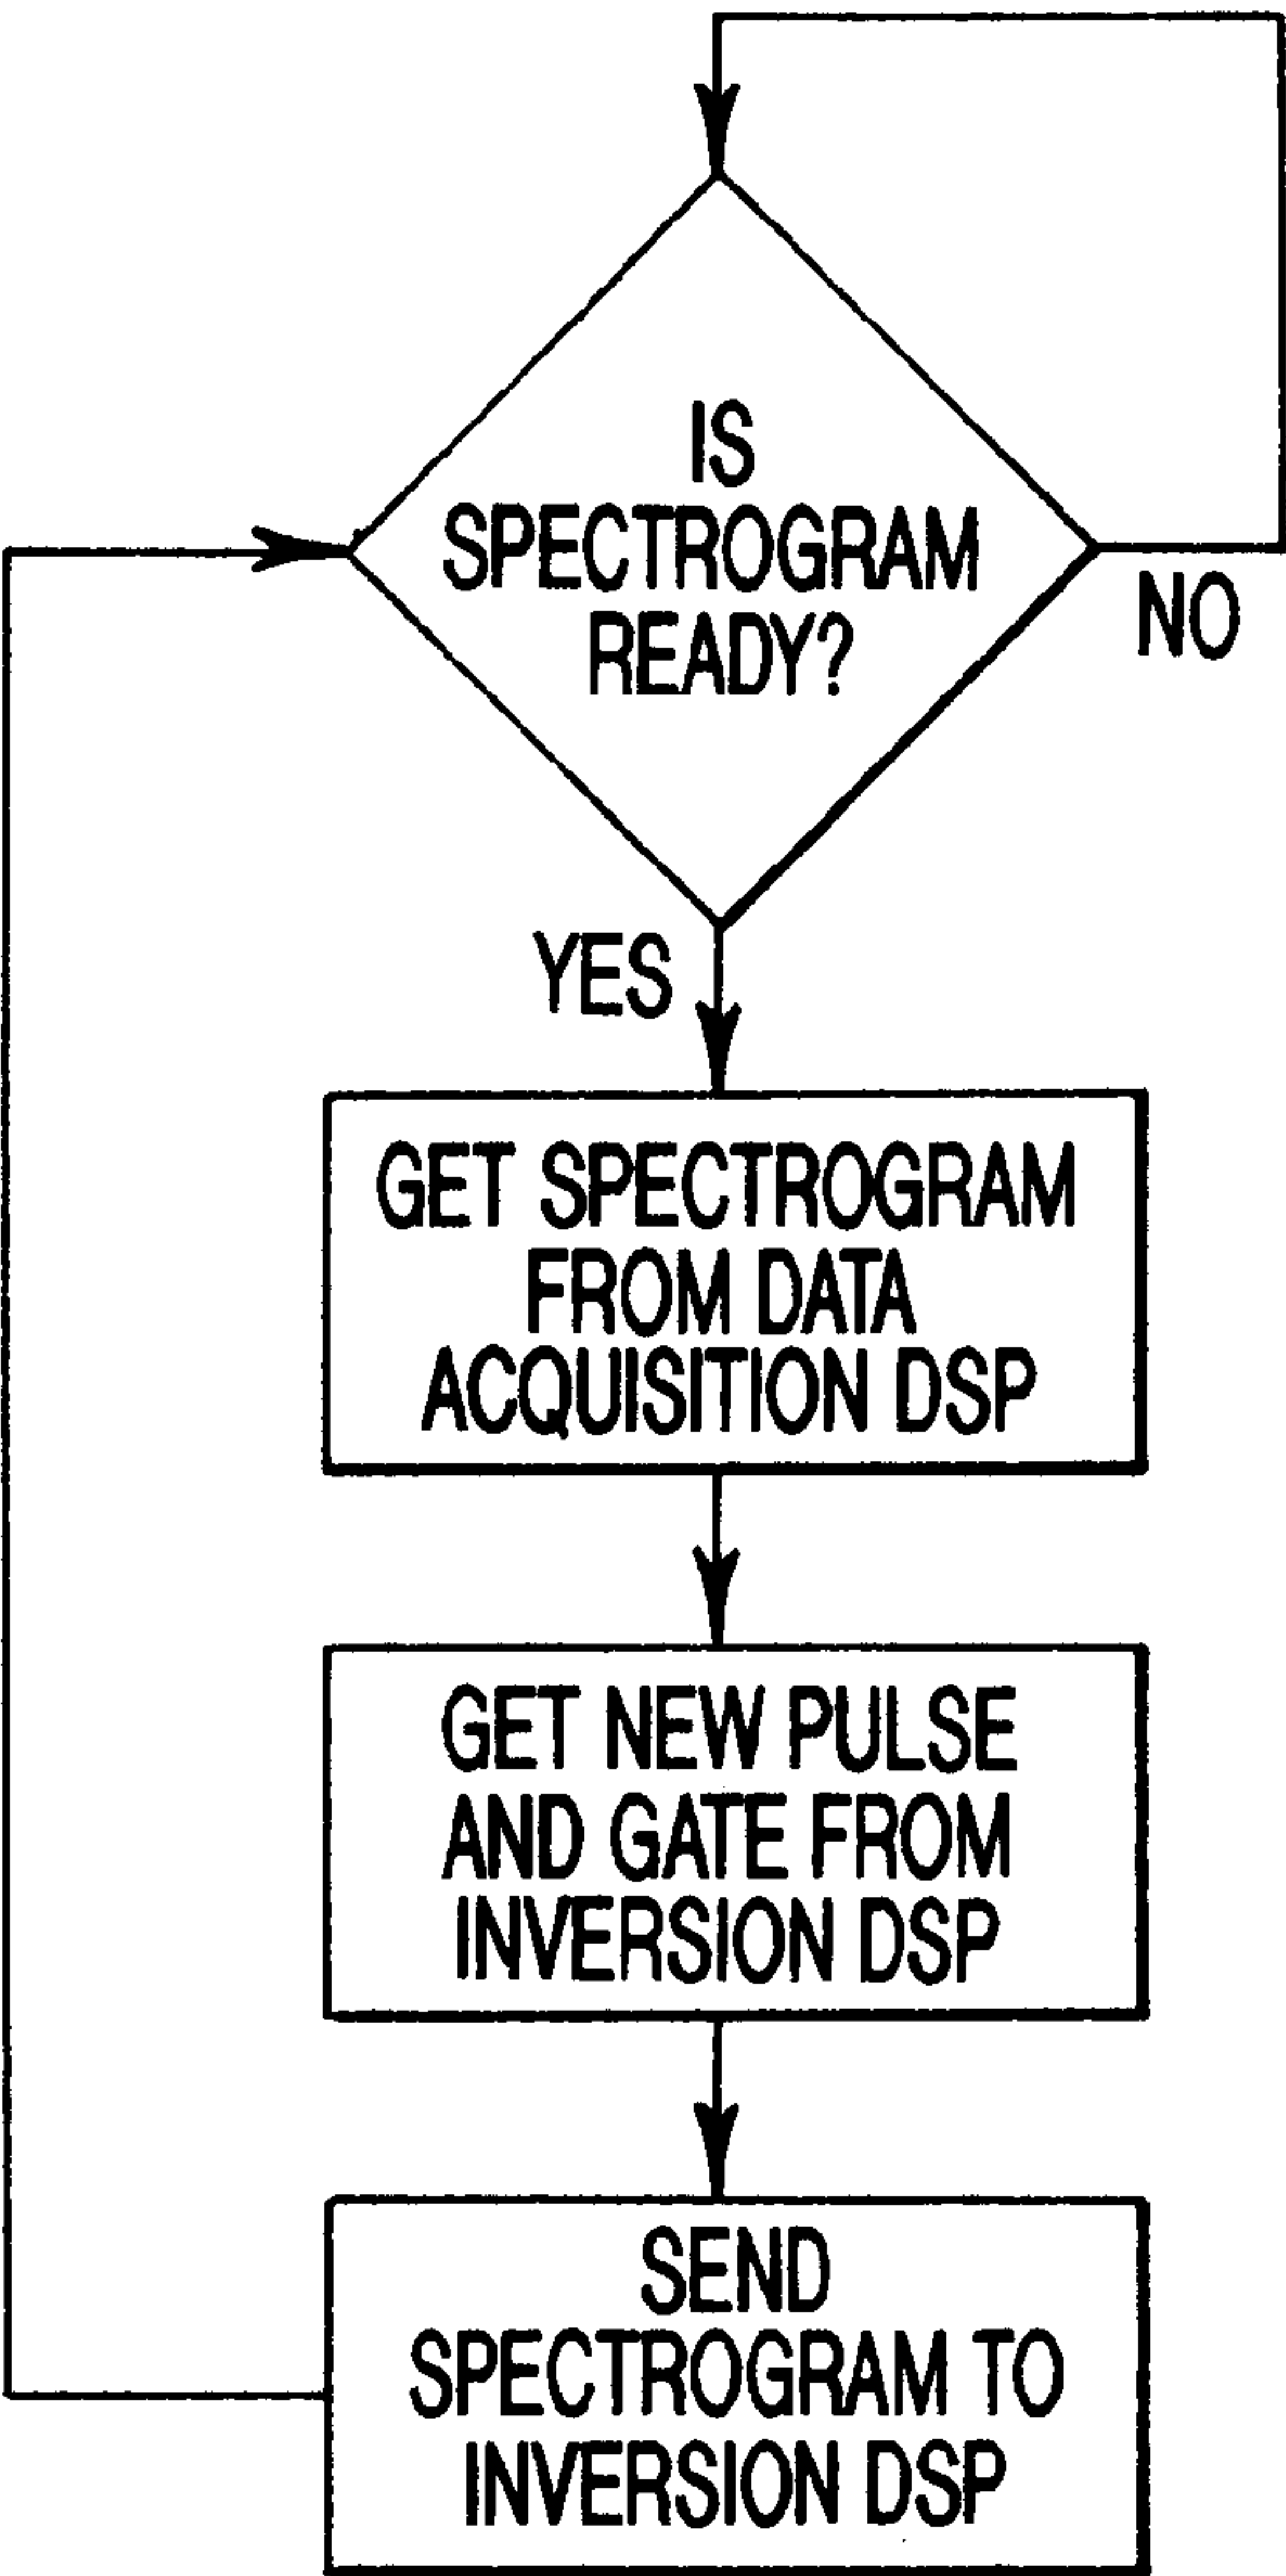 IS
SPECTROGRAM
READY?
NO
YES
GET SPECTROGRAM
FROM DATA
ACQUISITION DSP
GET NEW PULSE
AND GATE FROM
INVERSION DSP
SEND
SPECTROGRAM TO
INVERSION DSP